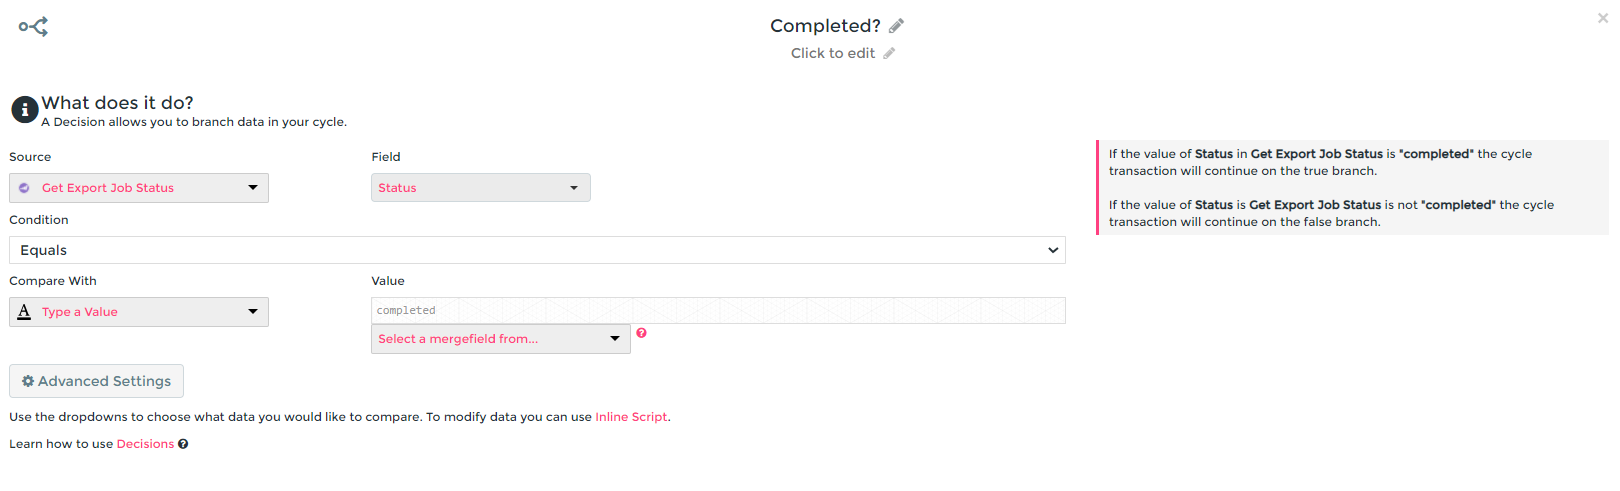 Completed?
Click to edit
×
What does it do?
A Decision allows you to branch data in your cycle.
Source
Field
Get Export Job Status
Status
Condition
Equals
Compare With
Value
A Type a Value
completed
Select a mergefield from...
Advanced Settings
Use the dropdowns to choose what data you would like to compare. To modify data you can use Inline Script.
Learn how to use Decisions
If the value of Status in Get Export Job Status is "completed" the cycle
transaction will continue on the true branch.
If the value of Status is Get Export Job Status is not "completed" the cycle
transaction will continue on the false branch.